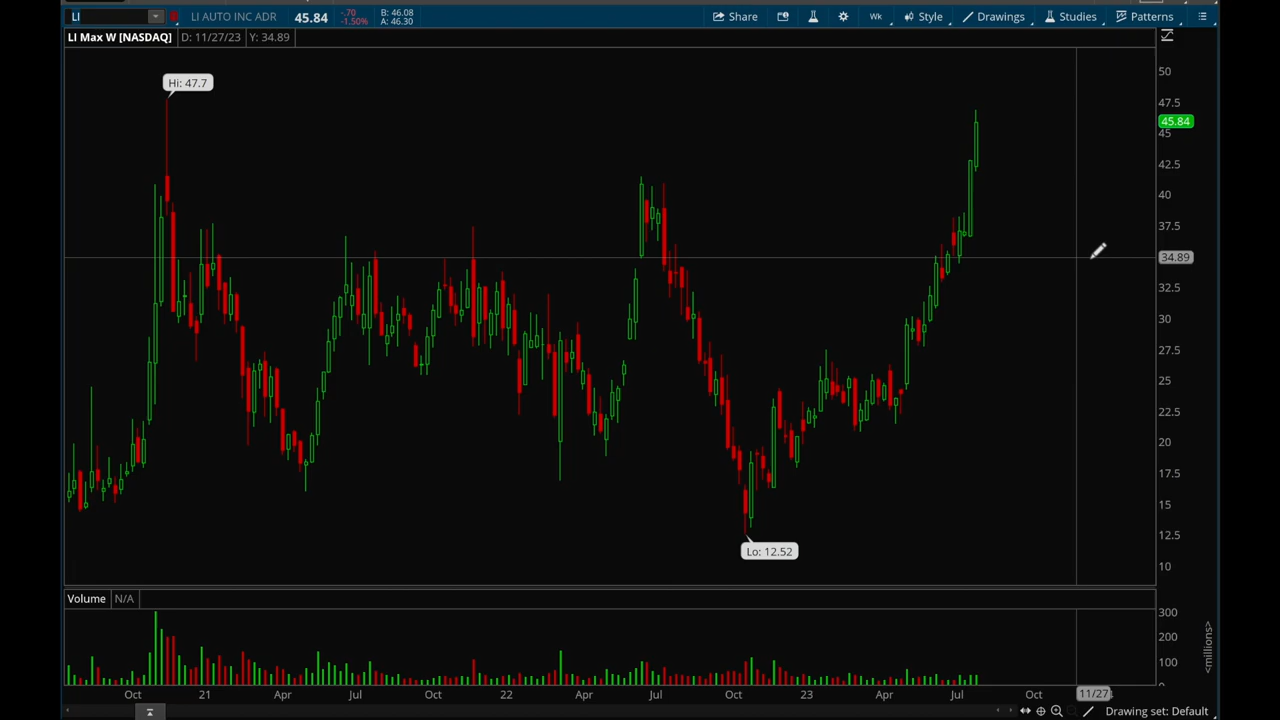 LI LI AUTO INC ADR 45.84 -.70 B: 46.08 Share Wk Style Drawings Studies Patterns
-1.50% A: 46.30
LI Max W [NASDAQ] D: 11/27/23 Y: 34.89
Hi: 47.7
50
47.5
45.84
45
42.5
40
37.5
34.89
32.5
30
27.5
25
22.5
20
17.5
15
12.5
10
Lo: 12.52
Volume N/A
300
200
100
0
<millions>
Oct 21 Apr Jul Oct 22 Apr Jul Oct 23 Apr Jul Oct 11/27
Drawing set: Default